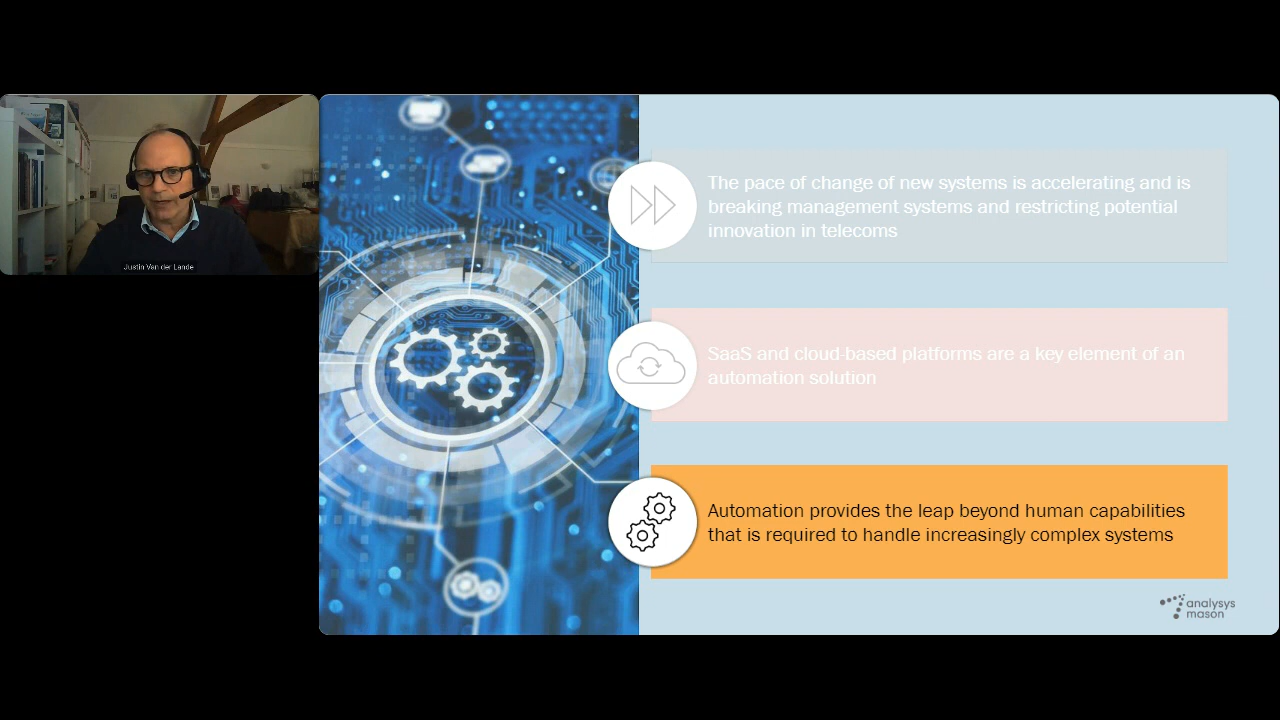 Justin Van der Lande
The pace of change of new systems is accelerating and is
breaking management systems and restricting potential
innovation in telecoms
SaaS and cloud-based platforms are a key element of an
automation solution
Automation provides the leap beyond human capabilities
that is required to handle increasingly complex systems
analysys
mason